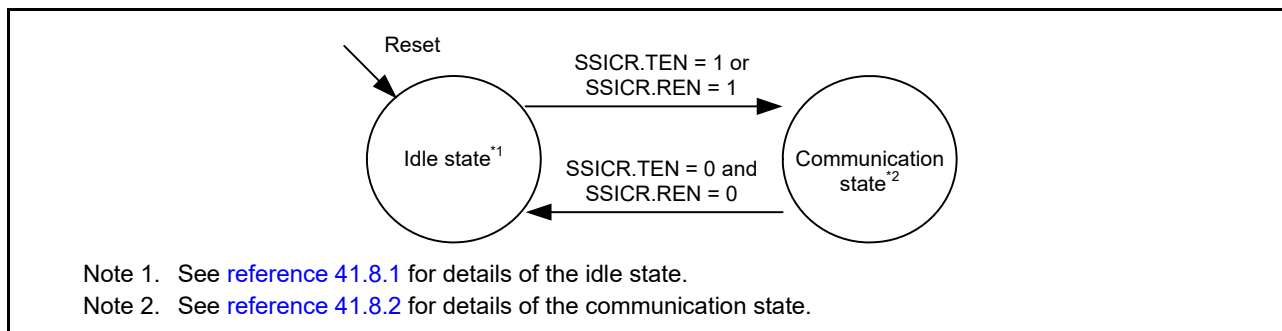 Reset
SSICR.TEN = 1 or
SSICR.REN = 1
Idle state*1
Communication
state*2
SSICR.TEN = 0 and
SSICR.REN = 0
Note 1. See reference 41.8.1 for details of the idle state.
Note 2. See reference 41.8.2 for details of the communication state.